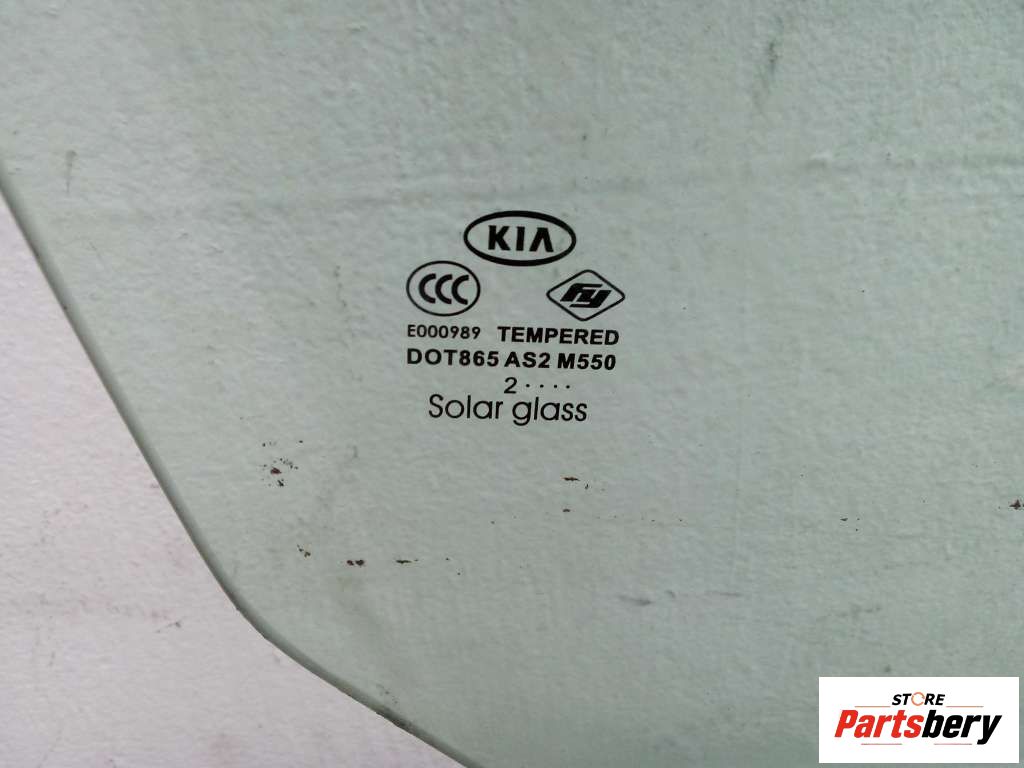 KIA
CCC
fy
E000989 TEMPERED
DOT865 AS2 M550
2····
Solar glass
STORE
Partsbery